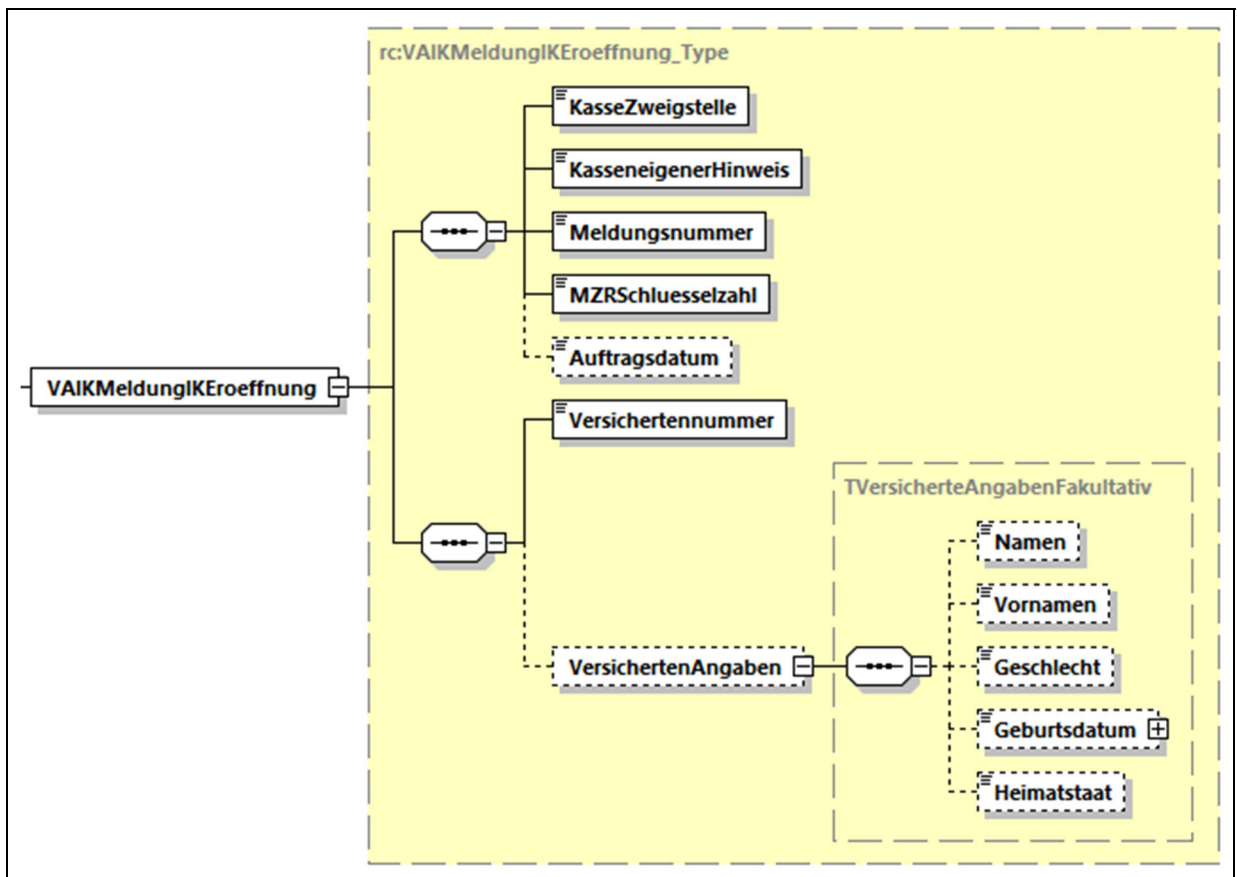 rc:VAIKMeldungIKEroeffnung_Type
KasseZweigstelle
KasseneigenerHinweis
Meldungsnummer
MZRSchluesselzahl
Auftragsdatum
VAIKMeldungIKEroeffnung
Versichertennummer
TVersicherteAngabenFakultativ
Namen
Vornamen
VersichertenAngaben
Geschlecht
Geburtsdatum
Heimatstaat